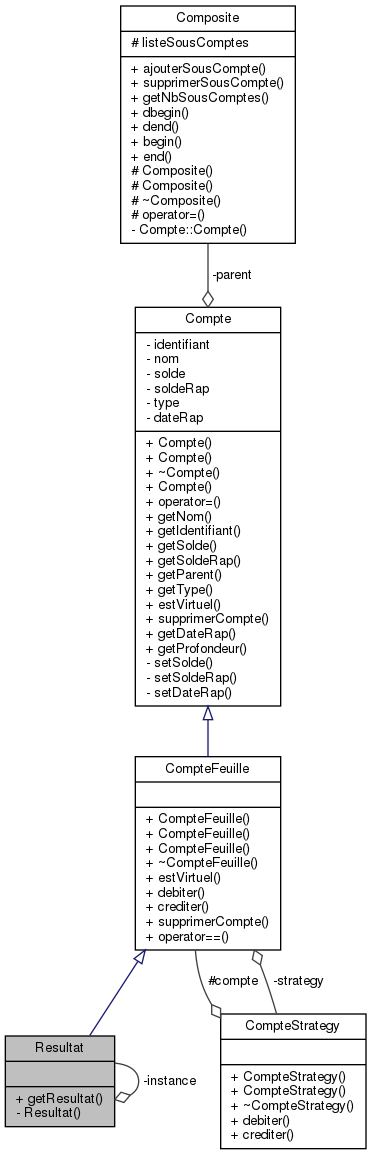 Composite
# listeSousComptes
+ ajouterSousCompte()
+ supprimerSousCompte()
+ getNbSousComptes()
+ dbegin()
+ dend()
+ begin()
+ end()
# Composite()
# Composite()
# ~Composite()
# operator=()
- Compte::Compte()
-parent
Compte
- identifiant
- nom
- solde
- soldeRap
- type
- dateRap
+ Compte()
+ Compte()
+ ~Compte()
+ Compte()
+ operator=()
+ getNom()
+ getIdentifiant()
+ getSolde()
+ getSoldeRap()
+ getParent()
+ getType()
+ estVirtuel()
+ supprimerCompte()
+ getDateRap()
+ getProfondeur()
- setSolde()
- setSoldeRap()
- setDateRap()
CompteFeuille
+ CompteFeuille()
+ CompteFeuille()
+ CompteFeuille()
+ ~CompteFeuille()
+ estVirtuel()
+ debiter()
+ crediter()
+ supprimerCompte()
+ operator==()
#compte
-strategy
Resultat
+ getResultat()
- Resultat()
-instance
CompteStrategy
+ CompteStrategy()
+ CompteStrategy()
+ ~CompteStrategy()
+ debiter()
+ crediter()